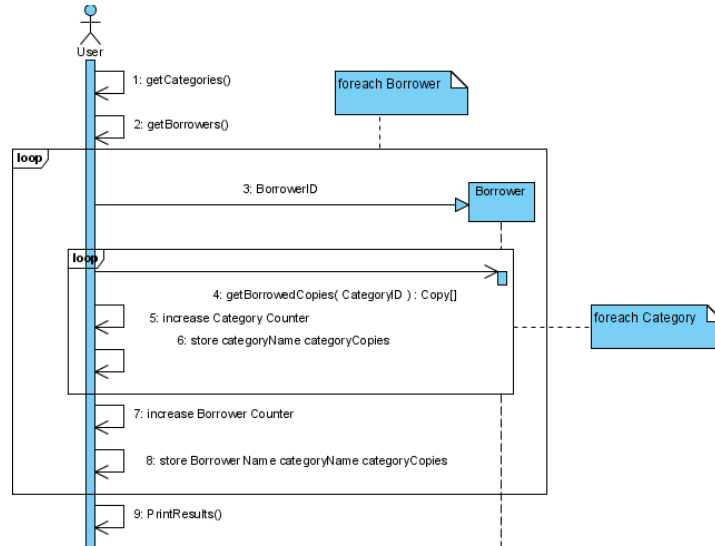 User
1: getCategories()
foreach Borrower
2: getBorrowers()
loop
3: BorrowerID
Borrower
loop
4: getBorrowedCopies( CategoryID ) : Copy[]
5: increase Category Counter
foreach Category
6: store categoryName categoryCopies
7: increase Borrower Counter
8: store Borrower Name categoryName categoryCopies
9: PrintResults()